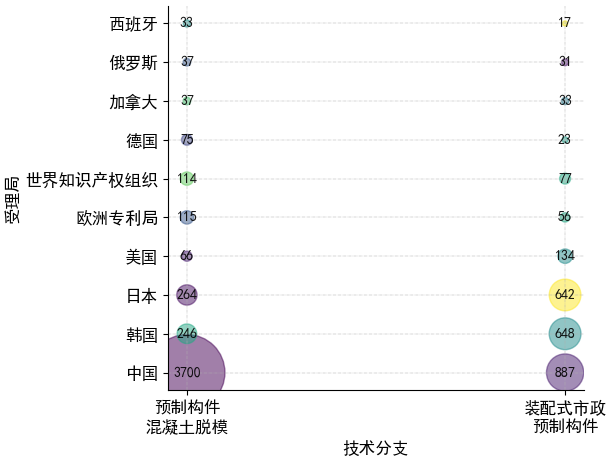 西班牙 33 17
俄罗斯 37 31
加拿大 37 33
德国 75 23
世界知识产权组织 114 77
欧洲专利局 115 56
美国 66 134
日本 264 642
韩国 246 648
中国 3700 887
受理局
预制构件 装配式市政
混凝土脱模 预制构件
技术分支